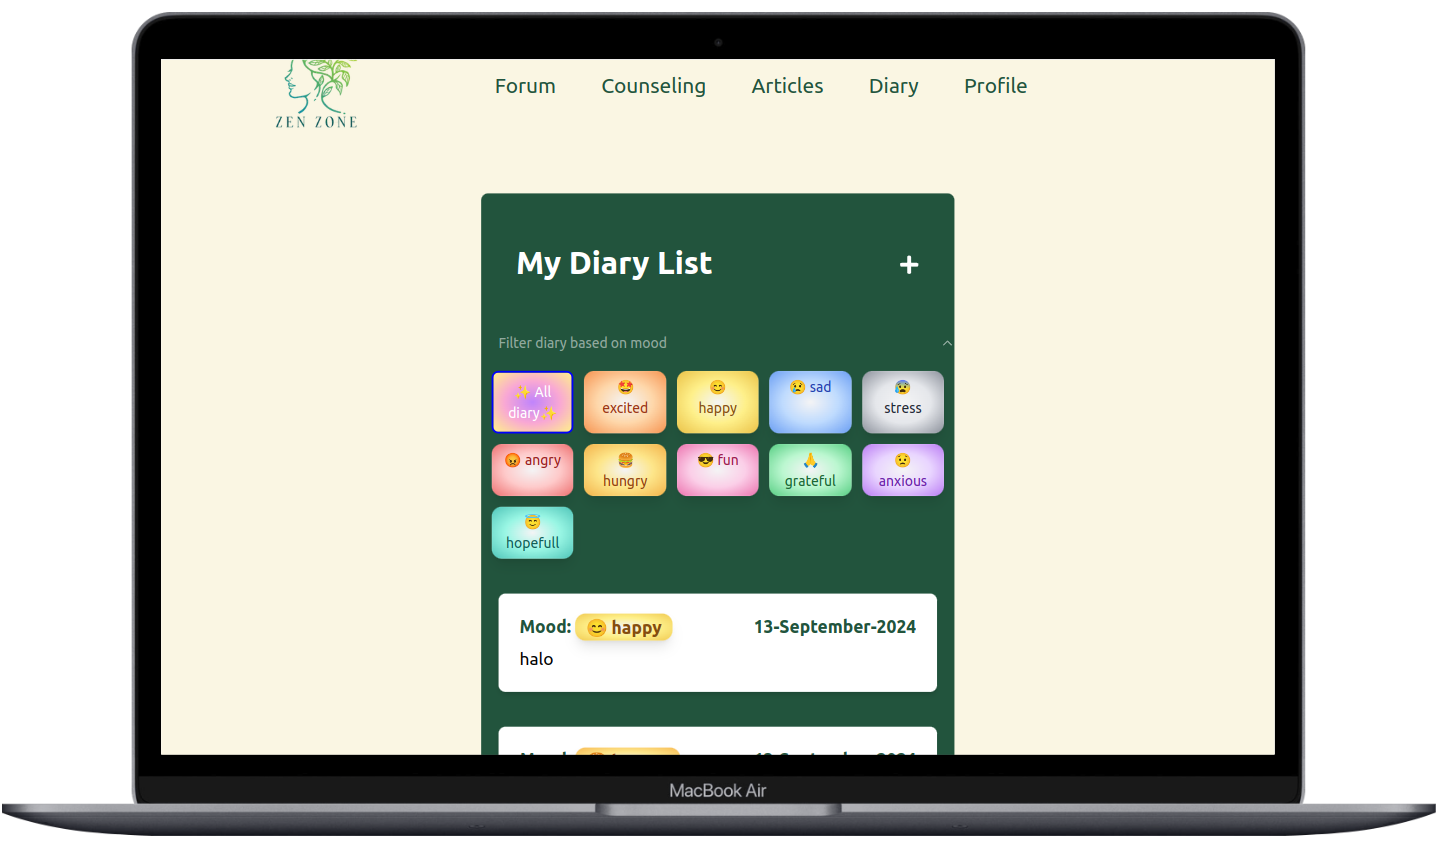 Forum Counseling Articles Diary Profile
ZEN ZONE
My Diary List +
Filter diary based on mood
✨ All
diary✨
🤩
excited
😊
happy
😢 sad
😰
stress
😡 angry
🍔
hungry
😎 fun
🙏
grateful
😟
anxious
😇
hopefull
Mood: 😊 happy 13-September-2024
halo
MacBook Air